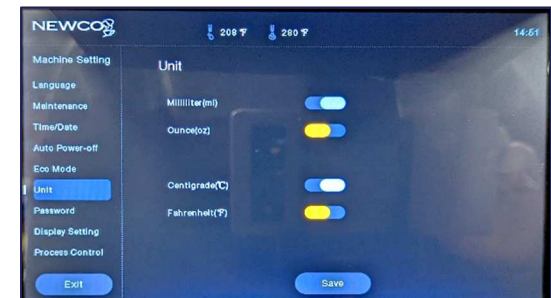 NEWCO
208 °F 280 °F 14:51
Machine Setting
Language
Maintenance
Time/Date
Auto Power-off
Eco Mode
Unit
Password
Display Setting
Process Control
Exit
Unit
Milliliter(ml)
Ounce(oz)
Centigrade(°C)
Fahrenheit(°F)
Save